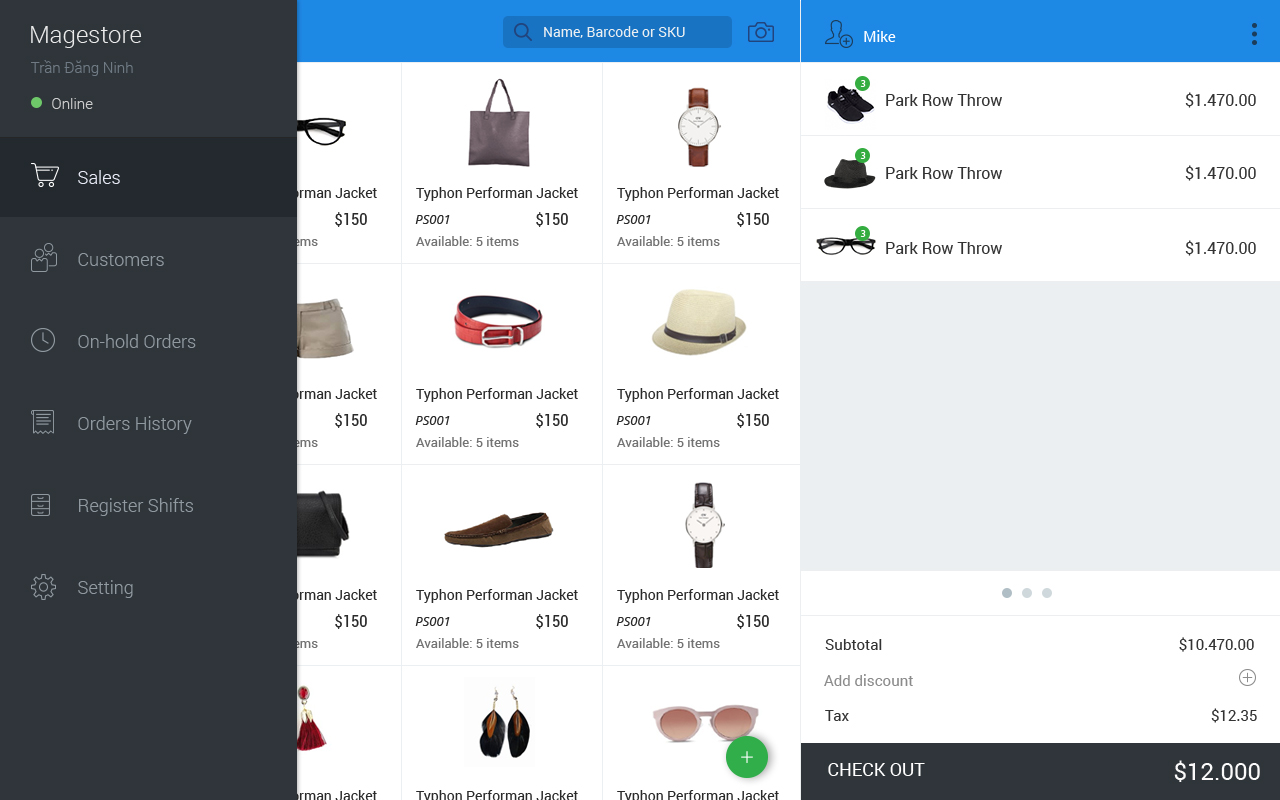 Magestore
Trần Đăng Ninh
Online
Sales
Customers
On-hold Orders
Orders History
Register Shifts
Setting
Name, Barcode or SKU
rman Jacket
$150
ems
Typhon Performan Jacket
PS001 $150
Available: 5 items
Typhon Performan Jacket
PS001 $150
Available: 5 items
rman Jacket
$150
ems
Typhon Performan Jacket
PS001 $150
Available: 5 items
Typhon Performan Jacket
PS001 $150
Available: 5 items
rman Jacket
$150
ems
Typhon Performan Jacket
PS001 $150
Available: 5 items
Typhon Performan Jacket
PS001 $150
Available: 5 items
rman Jacket
Typhon Performan Jacket
Typhon Performan Jacket
Mike
3
Park Row Throw $1.470.00
3
Park Row Throw $1.470.00
3
Park Row Throw $1.470.00
Subtotal $10.470.00
Add discount
Tax $12.35
CHECK OUT $12.000